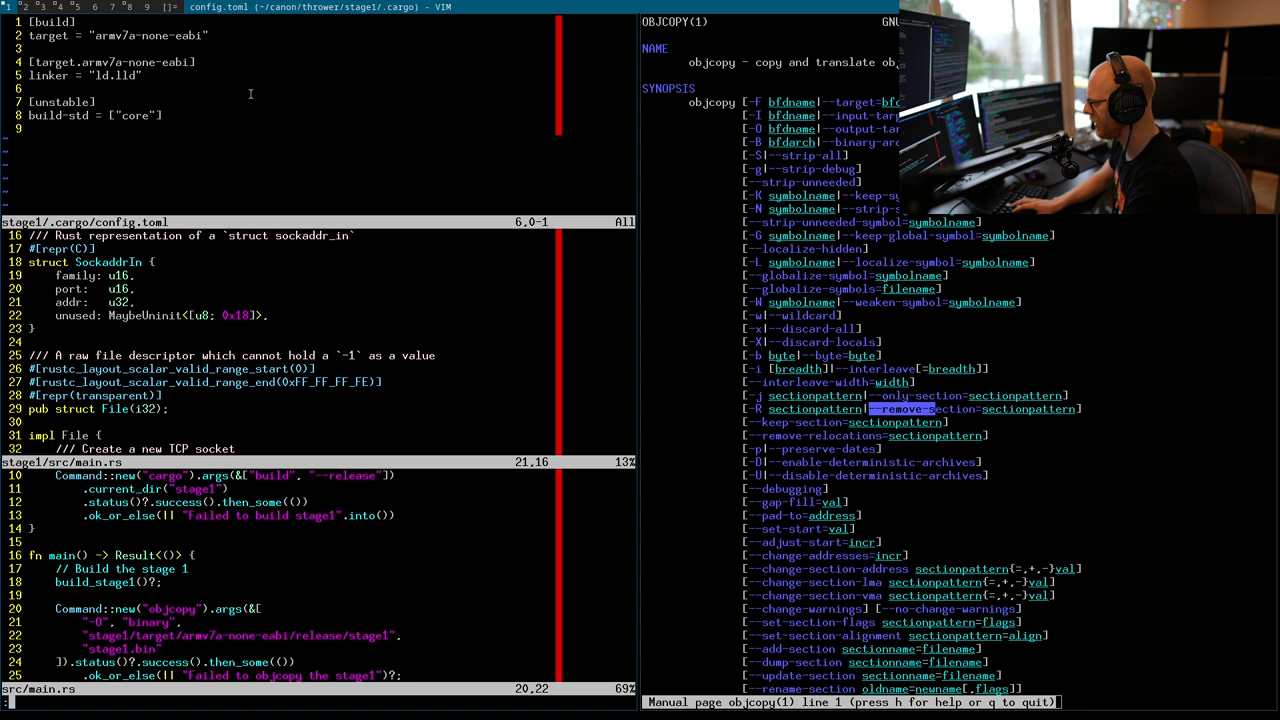 1 2 3 4 5 6 7 8 9 []= config.toml (~/canon/thrower/stage1/.cargo) - VIM
1 [build]
2 target = "armv7a-none-eabi"
3
4 [target.armv7a-none-eabi]
5 linker = "ld.lld"
6
7 [unstable]
8 build-std = ["core"]
9
~
~
~
~
~
stage1/.cargo/config.toml 6,0-1 All
16 /// Rust representation of a `struct sockaddr_in`
17 #[repr(C)]
18 struct SockaddrIn {
19     family: u16,
20     port:   u16,
21     addr:   u32,
22     unused: MaybeUninit<[u8; 0x18]>,
23 }
24
25 /// A raw file descriptor which cannot hold a `-1` as a value
26 #[rustc_layout_scalar_valid_range_start(0)]
27 #[rustc_layout_scalar_valid_range_end(0xFF_FF_FF_FE)]
28 #[repr(transparent)]
29 pub struct File(i32);
30
31 impl File {
32     /// Create a new TCP socket
stage1/src/main.rs 21,16 13%
10     Command::new("cargo").args(&["build", "--release"])
11         .current_dir("stage1")
12         .status()?.success().then_some(())
13         .ok_or_else(|| "Failed to build stage1".into())
14 }
15
16 fn main() -> Result<()> {
17     // Build the stage 1
18     build_stage1()?;
19
20     Command::new("objcopy").args(&[
21         "-O", "binary",
22         "stage1/target/armv7a-none-eabi/release/stage1",
23         "stage1.bin"
24     ]).status()?.success().then_some(())
25         .ok_or_else(|| "Failed to objcopy the stage1")?;
src/main.rs 20,22 69%
:
OBJCOPY(1) GN
NAME
objcopy - copy and translate obj
SYNOPSIS
objcopy [-F bfdname|--target=bfd
[-I bfdname|--input-tar
[-O bfdname|--output-ta
[-B bfdarch|--binary-arc
[-S|--strip-all]
[-g|--strip-debug]
[--strip-unneeded]
[-K symbolname|--keep-sy
[-N symbolname|--strip-s
[--strip-unneeded-symbol=symbolname]
[-G symbolname|--keep-global-symbol=symbolname]
[--localize-hidden]
[-L symbolname|--localize-symbol=symbolname]
[--globalize-symbol=symbolname]
[--globalize-symbols=filename]
[-W symbolname|--weaken-symbol=symbolname]
[-w|--wildcard]
[-x|--discard-all]
[-X|--discard-locals]
[-b byte|--byte=byte]
[-i [breadth]|--interleave[=breadth]]
[--interleave-width=width]
[-j sectionpattern|--only-section=sectionpattern]
[-R sectionpattern|--remove-section=sectionpattern]
[--keep-section=sectionpattern]
[--remove-relocations=sectionpattern]
[-p|--preserve-dates]
[-D|--enable-deterministic-archives]
[-U|--disable-deterministic-archives]
[--debugging]
[--gap-fill=val]
[--pad-to=address]
[--set-start=val]
[--adjust-start=incr]
[--change-addresses=incr]
[--change-section-address sectionpattern{=,+,-}val]
[--change-section-lma sectionpattern{=,+,-}val]
[--change-section-vma sectionpattern{=,+,-}val]
[--change-warnings] [--no-change-warnings]
[--set-section-flags sectionpattern=flags]
[--set-section-alignment sectionpattern=align]
[--add-section sectionname=filename]
[--dump-section sectionname=filename]
[--update-section sectionname=filename]
[--rename-section oldname=newname[,flags]]
Manual page objcopy(1) line 1 (press h for help or q to quit)